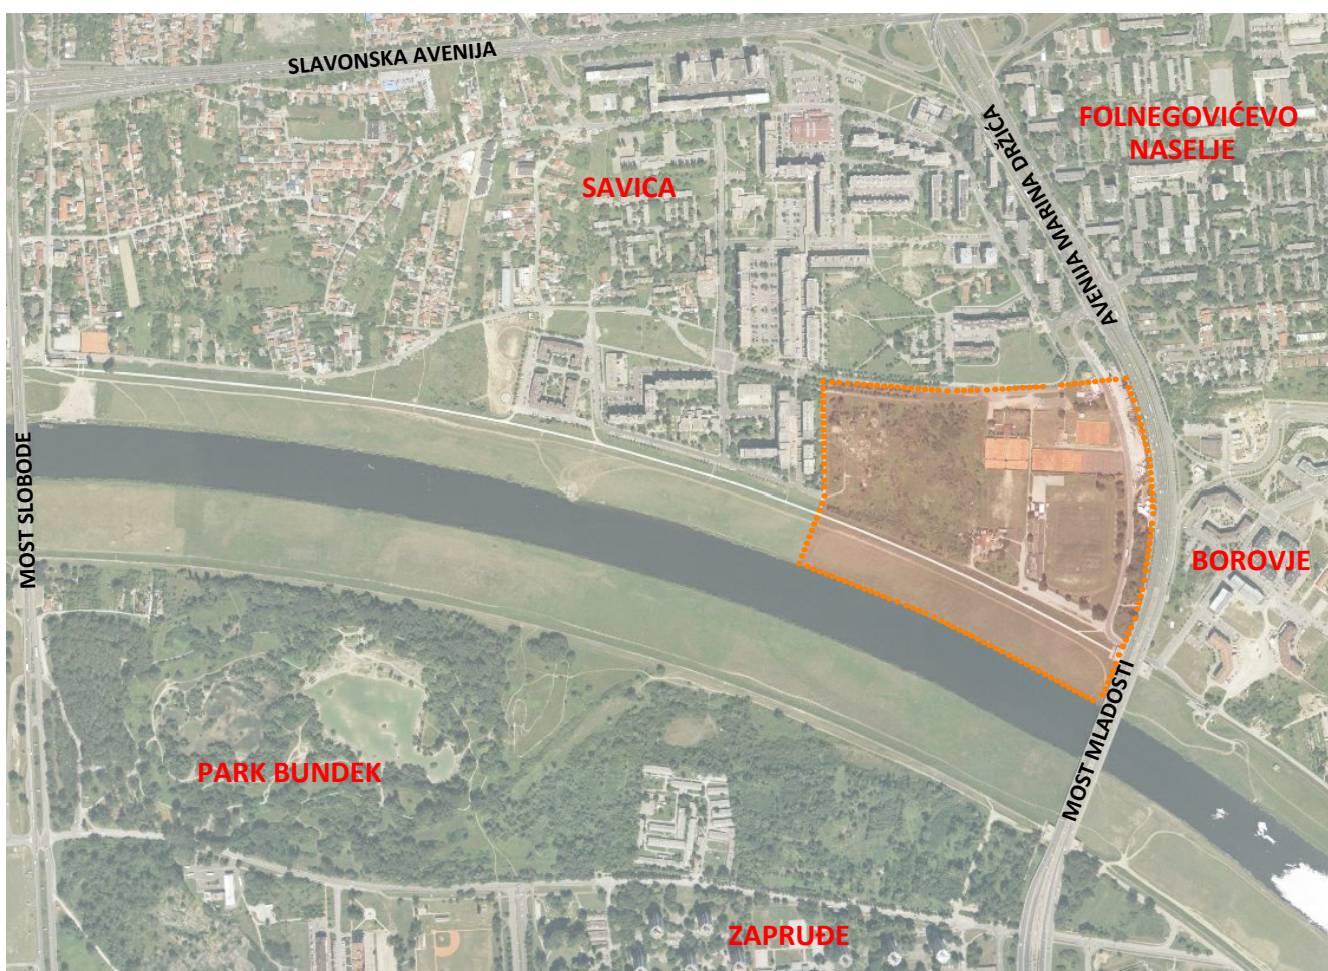 SLAVONSKA AVENIJA
FOLNEGOVIĆEVO
NASELJE
AVENIJA MARINA DRŽIĆA
SAVICA
MOST SLOBODE
BOROVJE
MOST MLADOSTI
PARK BUNDEK
ZAPRUĐE